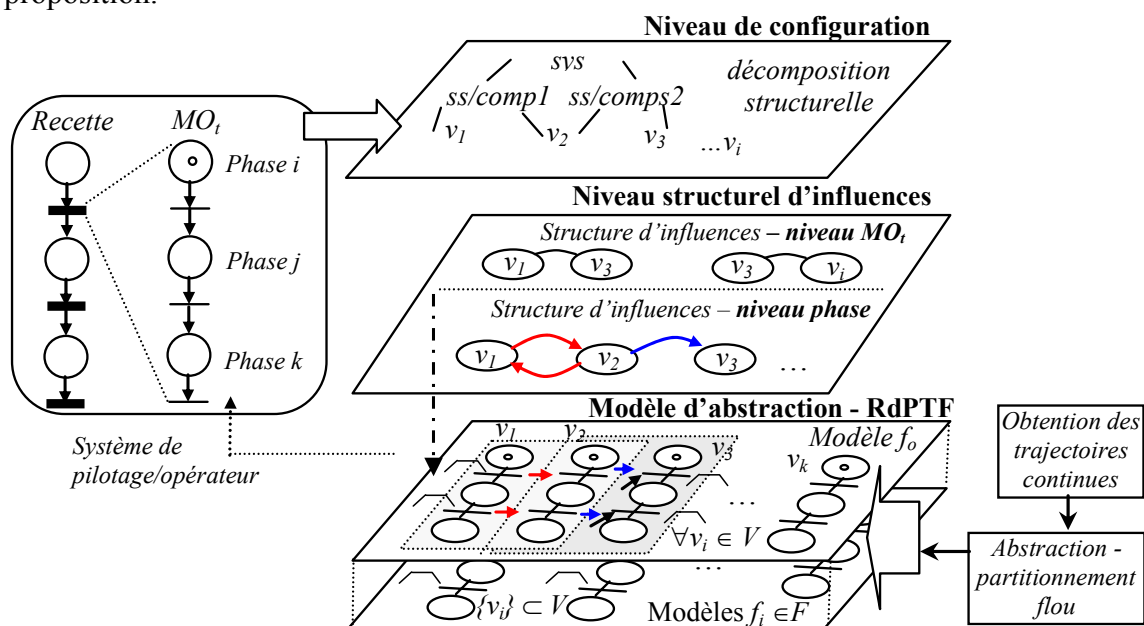 proposition.
Niveau de configuration
svs
ss/comp1 ss/comps2
v1 v2 v3 ...vi
décomposition
structurelle
Recette MOt
Phase i
Phase j
Phase k
Système de
pilotage/opérateur
Niveau structurel d'influences
Structure d'influences – niveau MOt
v1 v3 v3 vi
Structure d'influences – niveau phase
v1 v2 v3 ...
Modèle d'abstraction - RdPTF
v1 v2 v3 vk
Modèle fo
...
∀vi ∈ V
...
{vi} ⊂ V
Modèles fi ∈F
Obtention des
trajectoires
continues
Abstraction -
partitionnement
flou